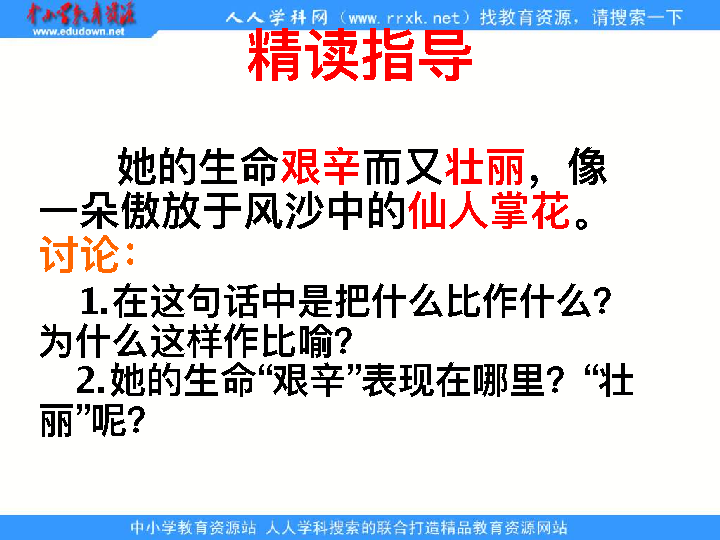 中小学教育资源
www.edudown.net
人人学科网（www.rrxk.net）找教育资源，请搜索一下
精读指导
她的生命艰辛而又壮丽，像
一朵傲放于风沙中的仙人掌花。
讨论：
1.在这句话中是把什么比作什么？
为什么这样作比喻？
2.她的生命“艰辛”表现在哪里？“壮
丽”呢？
中小学教育资源站 人人学科搜索的联合打造精品教育资源网站